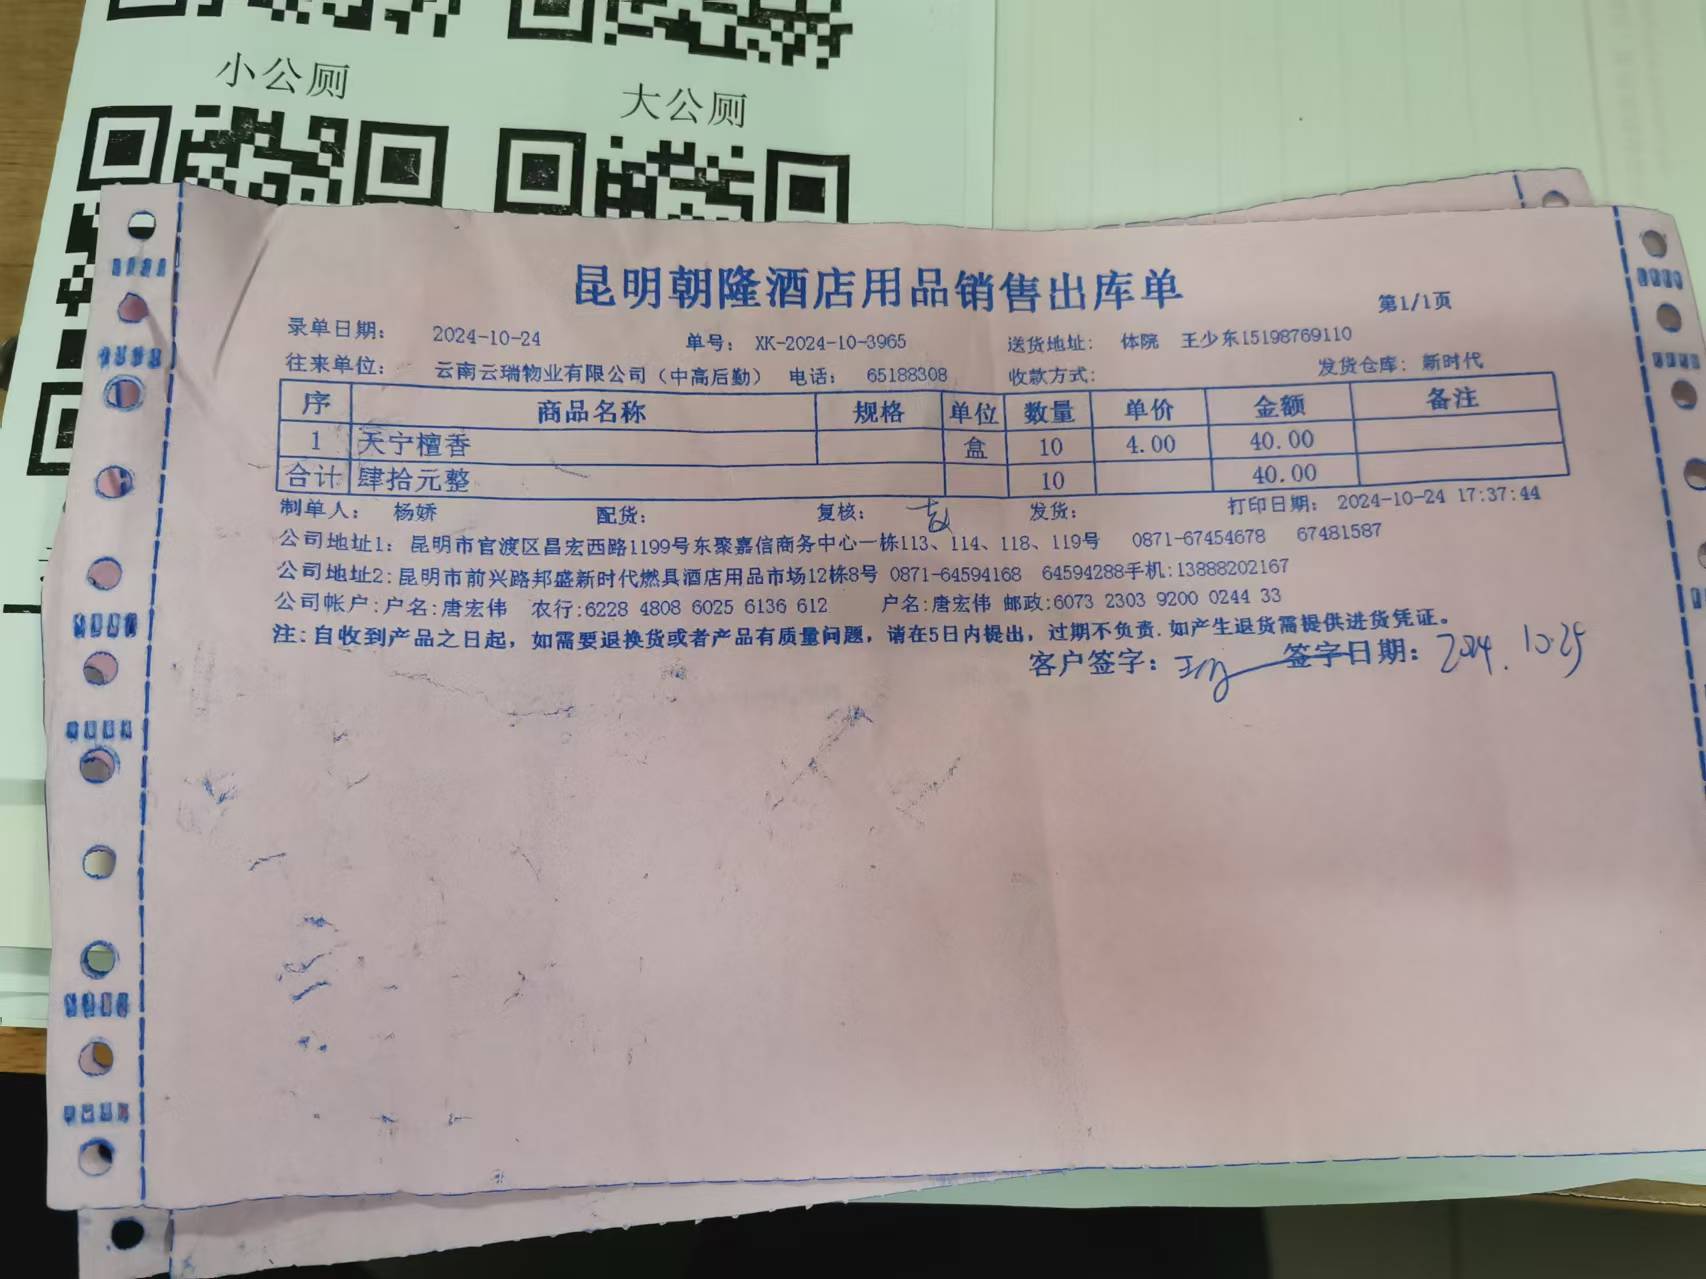 小公厕
大公厕
昆明朝隆酒店用品销售出库单
第1/1页
录单日期： 2024-10-24 单号： XK-2024-10-3965 送货地址： 体院 王少东15198769110
往来单位： 云南云瑞物业有限公司（中高后勤） 电话： 65188308 收款方式： 发货仓库：新时代
序 商品名称 规格 单位 数量 单价 金额 备注
1 天宁檀香 盒 10 4.00 40.00
合计 肆拾元整 10 40.00
制单人： 杨娇 配货： 复核： 发货： 打印日期： 2024-10-24 17:37:44
公司地址1：昆明市官渡区昌宏西路1199号东聚嘉信商务中心一栋113、114、118、119号 0871-67454678 67481587
公司地址2:昆明市前兴路邦盛新时代燃具酒店用品市场12栋8号 0871-64594168 64594288手机:13888202167
公司帐户:户名:唐宏伟 农行:6228 4808 6025 6136 612 户名:唐宏伟 邮政:6073 2303 9200 0244 33
注:自收到产品之日起，如需要退换货或者产品有质量问题，请在5日内提出，过期不负责.如产生退货需提供进货凭证。
客户签字： 签字日期： 2024.10.25